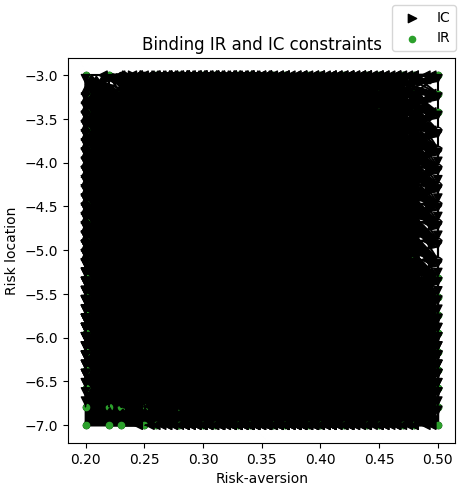 IC
IR
Binding IR and IC constraints
−3.0
−3.5
−4.0
−4.5
−5.0
−5.5
−6.0
−6.5
−7.0
Risk location
0.20 0.25 0.30 0.35 0.40 0.45 0.50
Risk-aversion